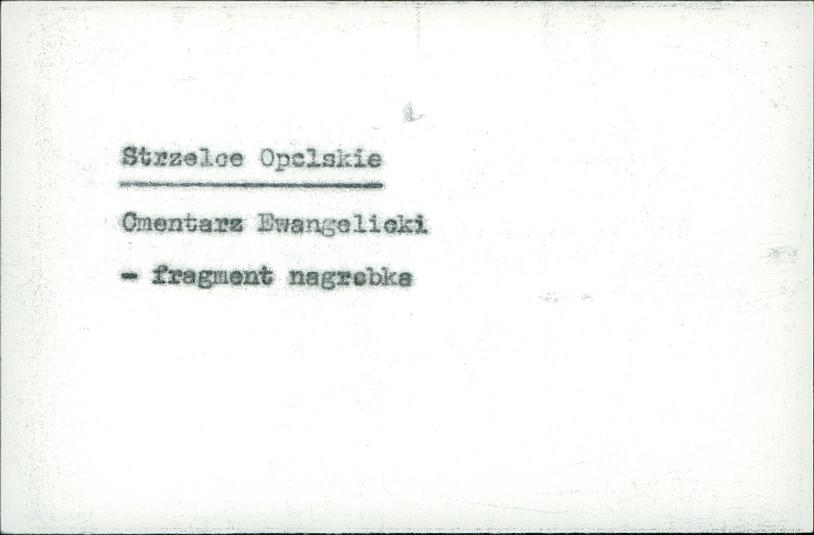 Strzelce Opolskie
Cmentarz Ewangelicki
- fragment nagrobka